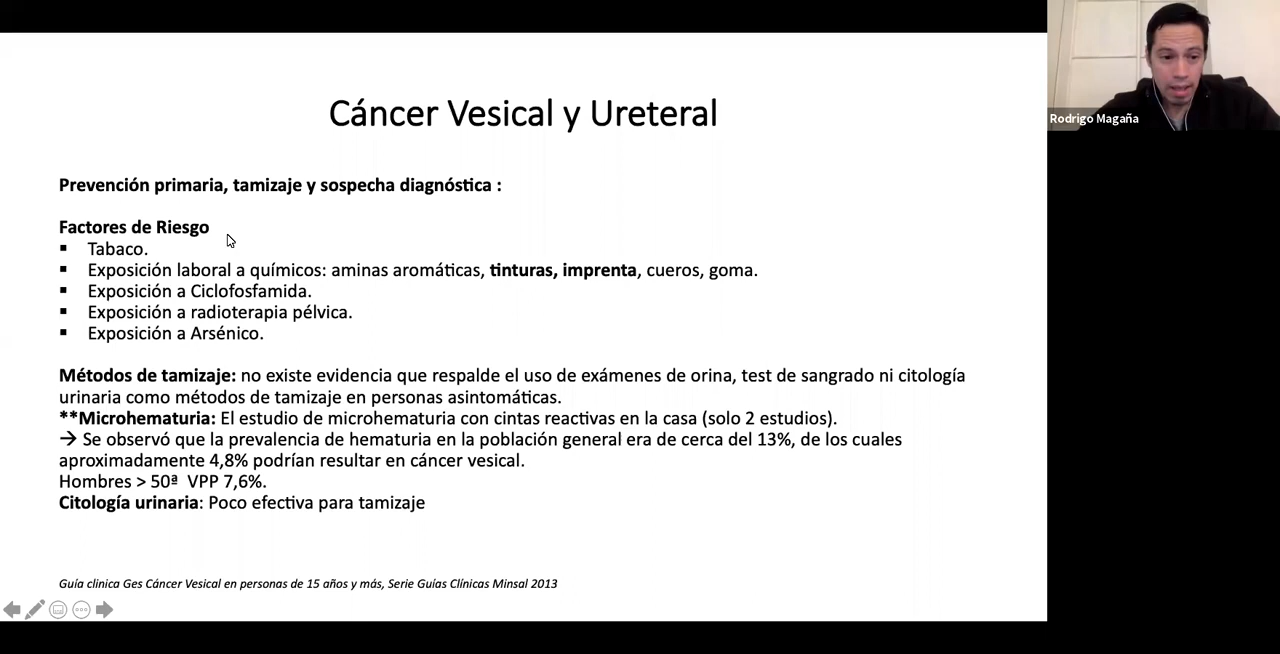 Cáncer Vesical y Ureteral
Rodrigo Magaña
Prevención primaria, tamizaje y sospecha diagnóstica :
Factores de Riesgo
▪ Tabaco.
▪ Exposición laboral a químicos: aminas aromáticas, tinturas, imprenta, cueros, goma.
▪ Exposición a Ciclofosfamida.
▪ Exposición a radioterapia pélvica.
▪ Exposición a Arsénico.
Métodos de tamizaje: no existe evidencia que respalde el uso de exámenes de orina, test de sangrado ni citología
urinaria como métodos de tamizaje en personas asintomáticas.
**Microhematuria: El estudio de microhematuria con cintas reactivas en la casa (solo 2 estudios).
→ Se observó que la prevalencia de hematuria en la población general era de cerca del 13%, de los cuales
aproximadamente 4,8% podrían resultar en cáncer vesical.
Hombres > 50ª VPP 7,6%.
Citología urinaria: Poco efectiva para tamizaje
Guía clinica Ges Cáncer Vesical en personas de 15 años y más, Serie Guías Clínicas Minsal 2013